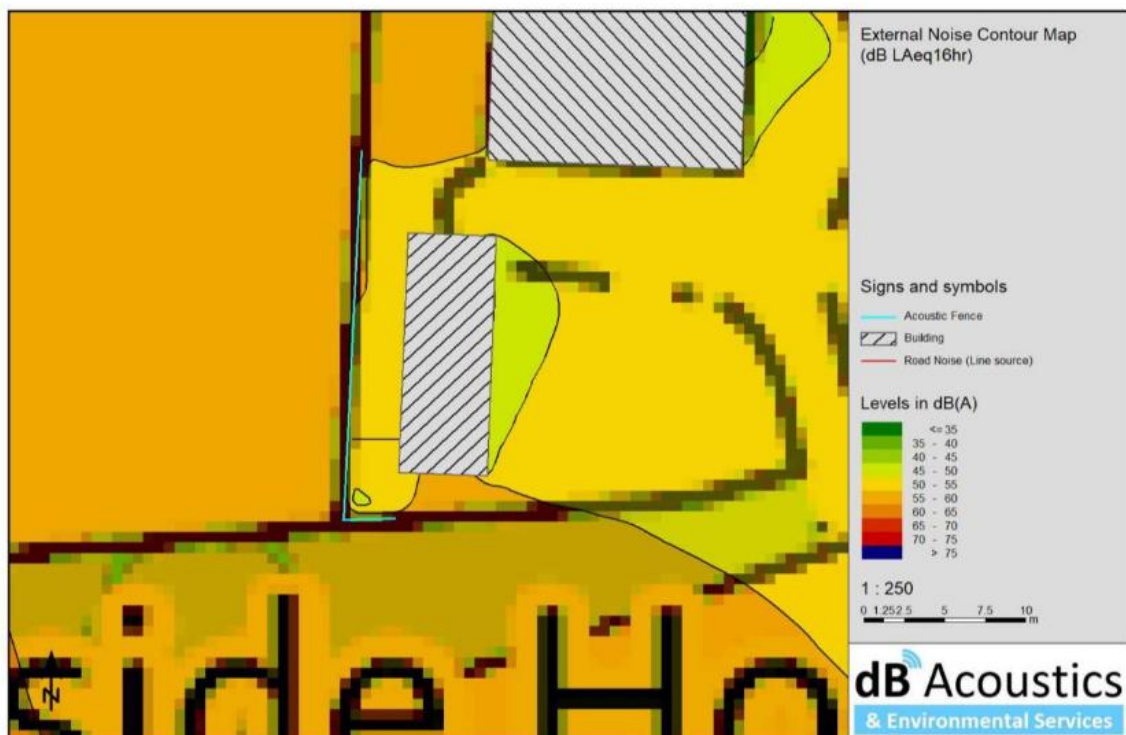 External Noise Contour Map
(dB LAeq16hr)
Signs and symbols
Acoustic Fence
Building
Road Noise (Line source)
Levels in dB(A)
<= 35
35 - 40
40 - 45
45 - 50
50 - 55
55 - 60
60 - 65
65 - 70
70 - 75
> 75
1 : 250
0 1.25 2.5 5 7.5 10
m
N
side Ho
dB Acoustics
& Environmental Services